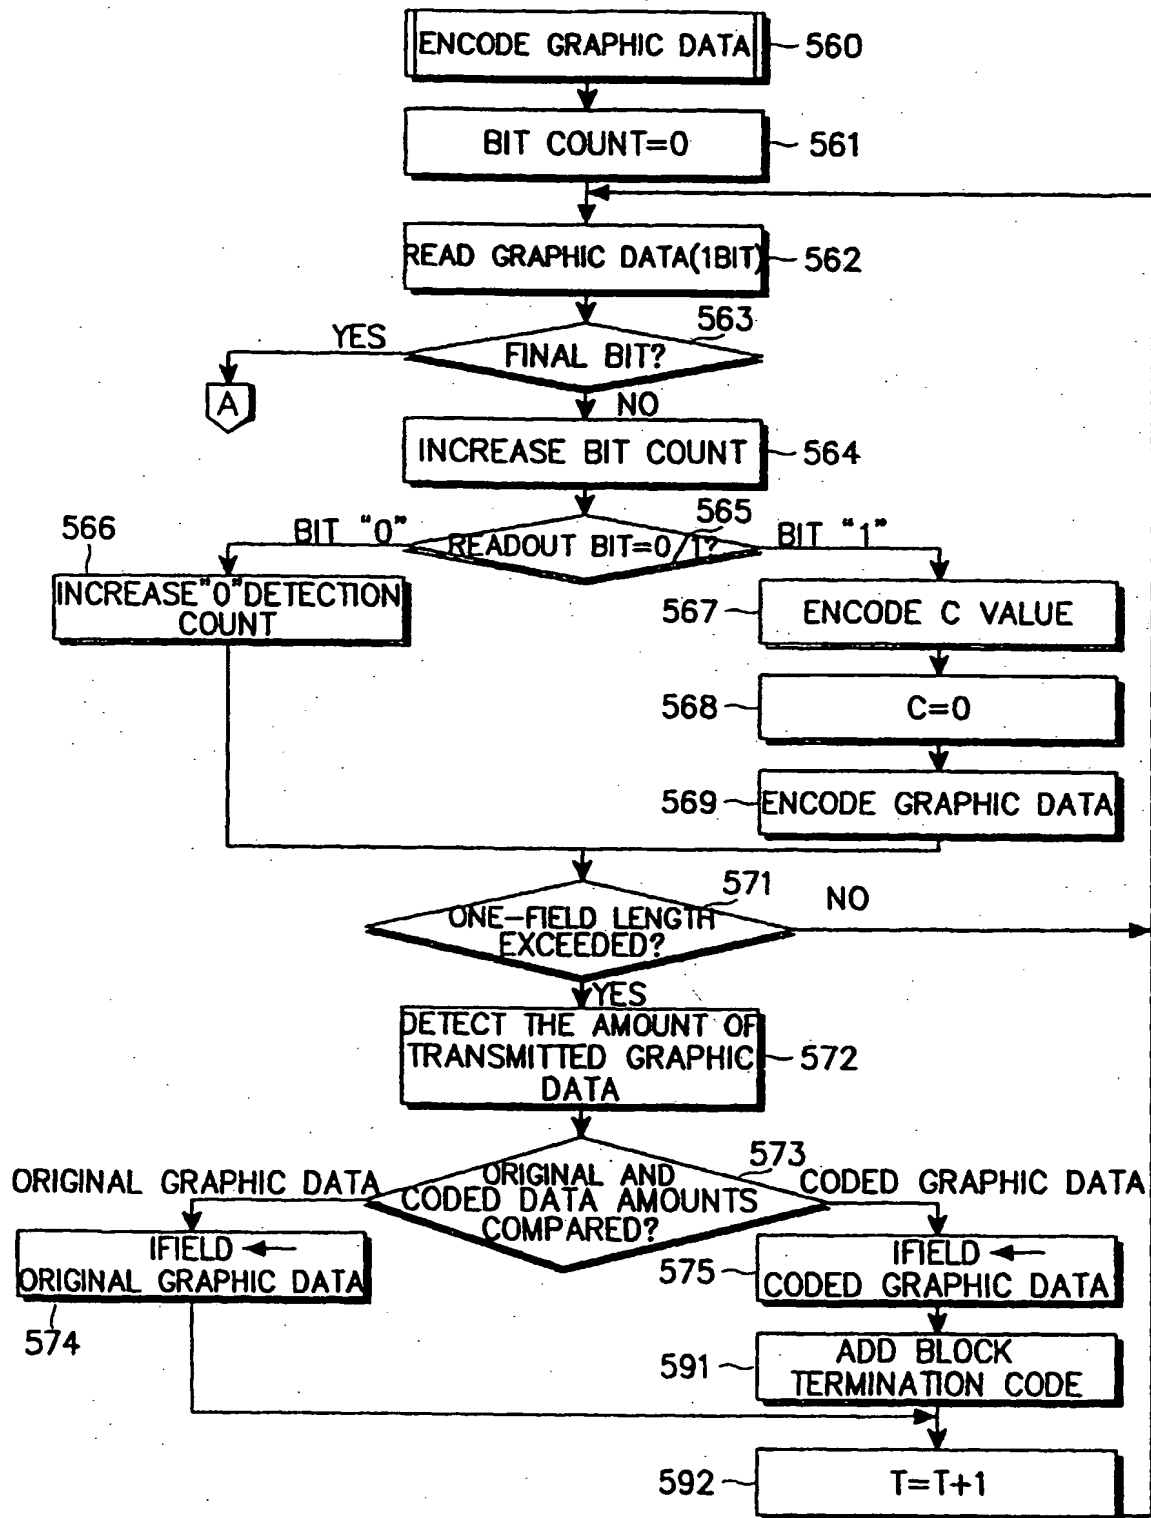 ENCODE GRAPHIC DATA 560
BIT COUNT=0 561
READ GRAPHIC DATA(1BIT) 562
563
YES
FINAL BIT?
A
NO
INCREASE BIT COUNT 564
566
BIT "0"
565
READOUT BIT=0/1?
BIT "1"
INCREASE"0"DETECTION
COUNT
567 ENCODE C VALUE
568 C=0
569 ENCODE GRAPHIC DATA
571
NO
ONE-FIELD LENGTH
EXCEEDED?
YES
DETECT THE AMOUNT OF
TRANSMITTED GRAPHIC
DATA
572
573
ORIGINAL GRAPHIC DATA
ORIGINAL AND
CODED DATA AMOUNTS
COMPARED?
CODED GRAPHIC DATA
IFIELD ←
ORIGINAL GRAPHIC DATA
574
575
IFIELD ←
CODED GRAPHIC DATA
591
ADD BLOCK
TERMINATION CODE
592 T=T+1